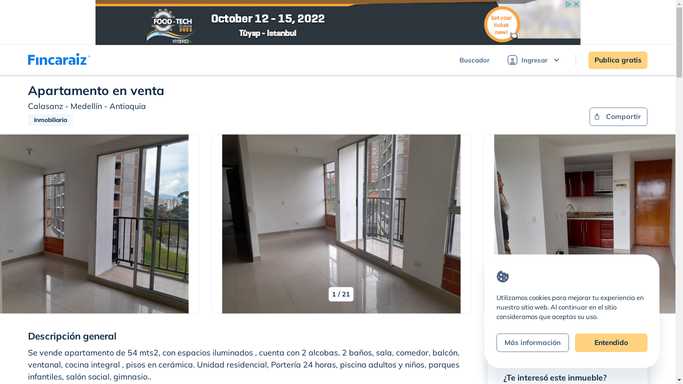 FOOD-TECH
October 12 - 15, 2022
Tüyap - Istanbul
Get your
ticket
now!
Fincaraiz
Buscador
Ingresar
Publica gratis
Apartamento en venta
Calasanz - Medellín - Antioquia
Inmobiliaria
Compartir
1 / 21
Utilizamos cookies para mejorar tu experiencia en
nuestro sitio web. Al continuar en el sitio
consideramos que aceptas su uso.
Más información
Entendido
Descripción general
Se vende apartamento de 54 mts2, con espacios iluminados , cuenta con 2 alcobas, 2 baños, sala, comedor, balcón,
ventanal, cocina integral , pisos en cerámica. Unidad residencial, Portería 24 horas, piscina adultos y niños, parques
infantiles, salón social, gimnasio..
¿Te interesó este inmueble?